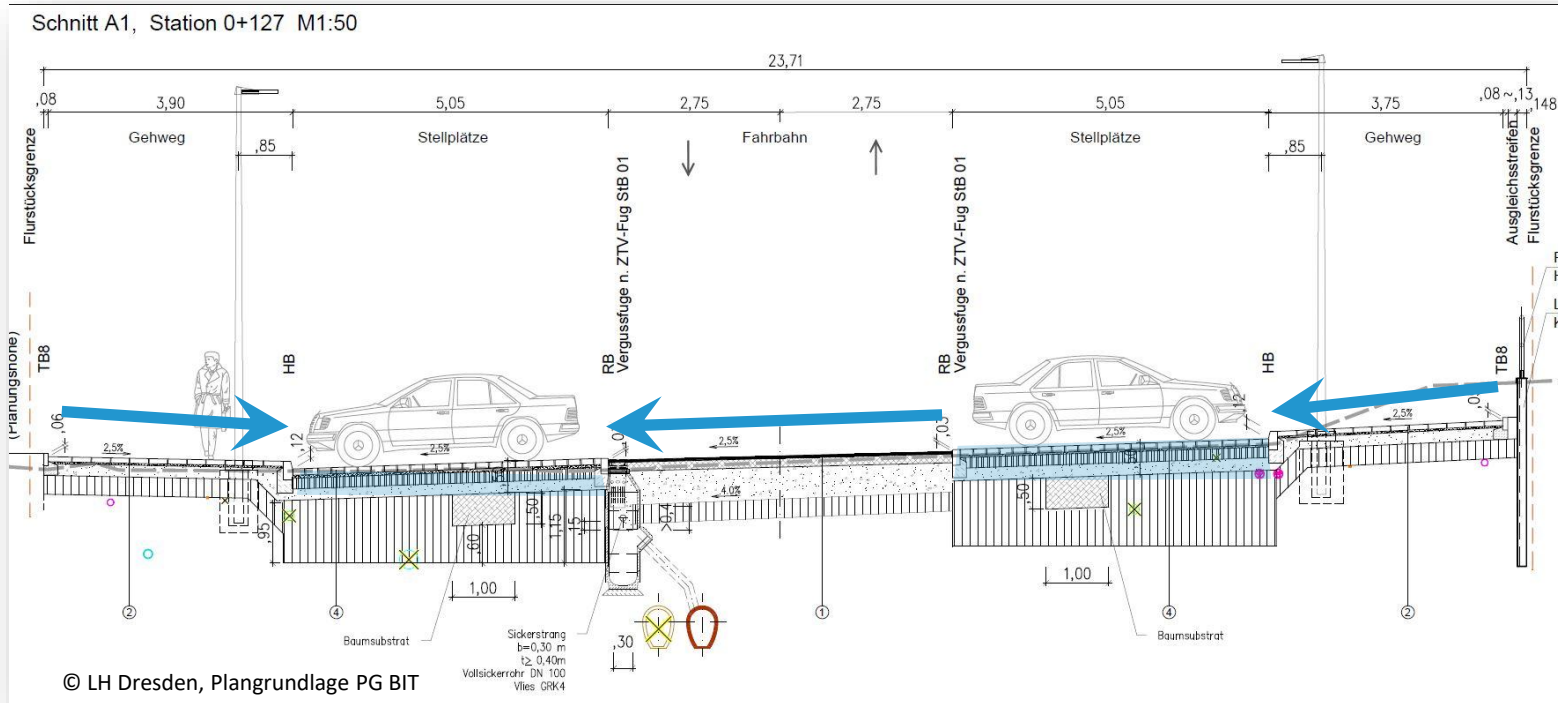 Schnitt A1, Station 0+127 M1:50
23,71
,08
3,90
5,05
2,75
2,75
5,05
3,75
,08
~,13
,148
Gehweg
Stellplätze
Fahrbahn
Stellplätze
Gehweg
,85
,85
Flurstücksgrenze
Vergussfuge n. ZTV-Fug StB 01
Vergussfuge n. ZTV-Fug StB 01
Ausgleichsstreifen
Flurstücksgrenze
(Planungshöhe)
TB8
HB
RB
RB
HB
TB8
,06
,12
,03
,12
2,5%
2,5%
2,5%
2,5%
2,5%
4,0%
,95
,50
,60
1,15
,15
>0,4
,50
1,00
1,00
②
④
①
④
②
Baumsubstrat
Baumsubstrat
Sickerstrang
b=0,30 m
t≥ 0,40m
Vollsickerrohr DN 100
Vlies GRK4
,30
© LH Dresden, Plangrundlage PG BIT